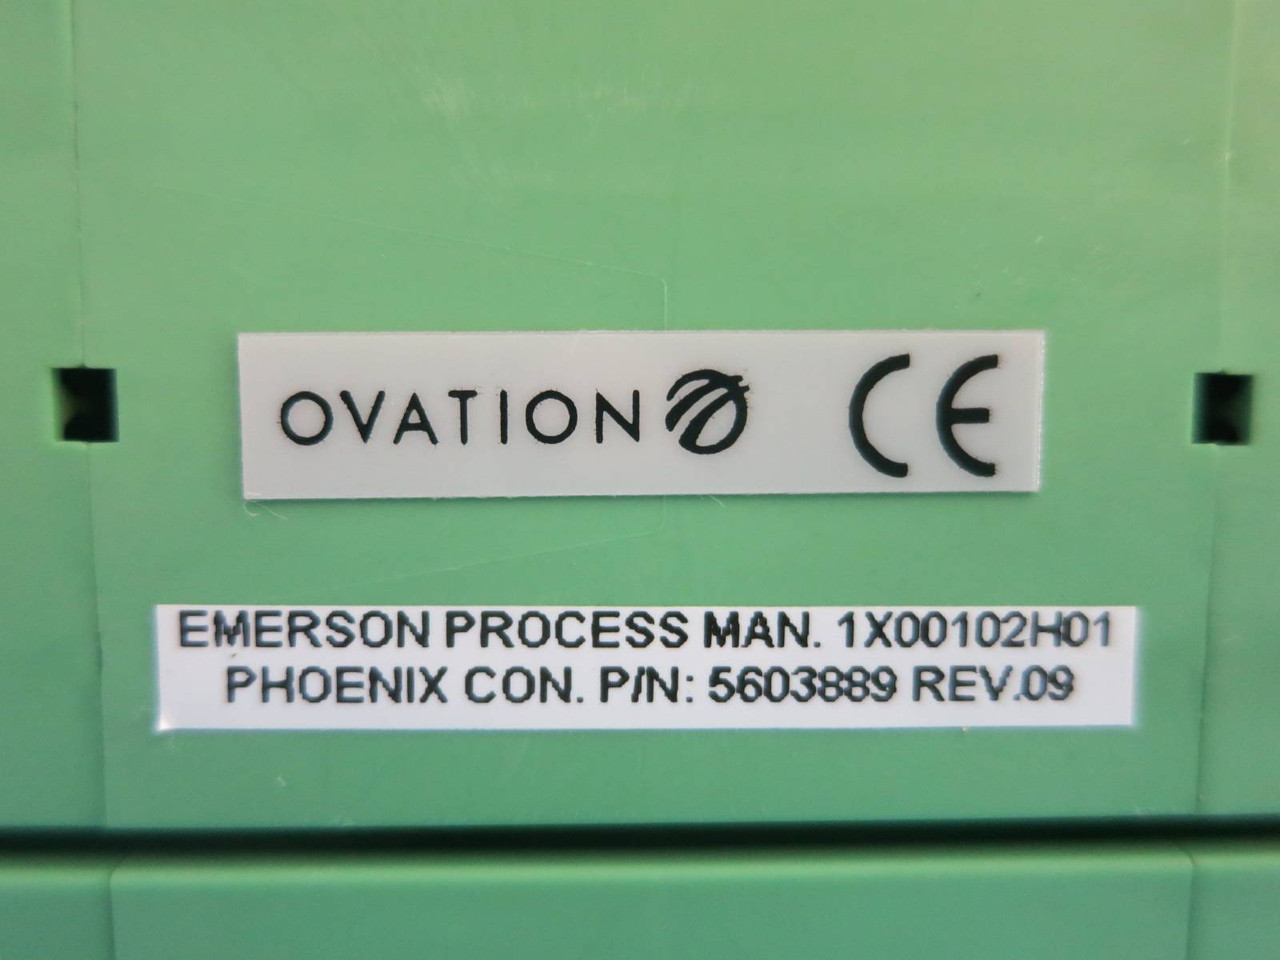 OVATION CE
EMERSON PROCESS MAN. 1X00102H01
PHOENIX CON. P/N: 5603889 REV.09